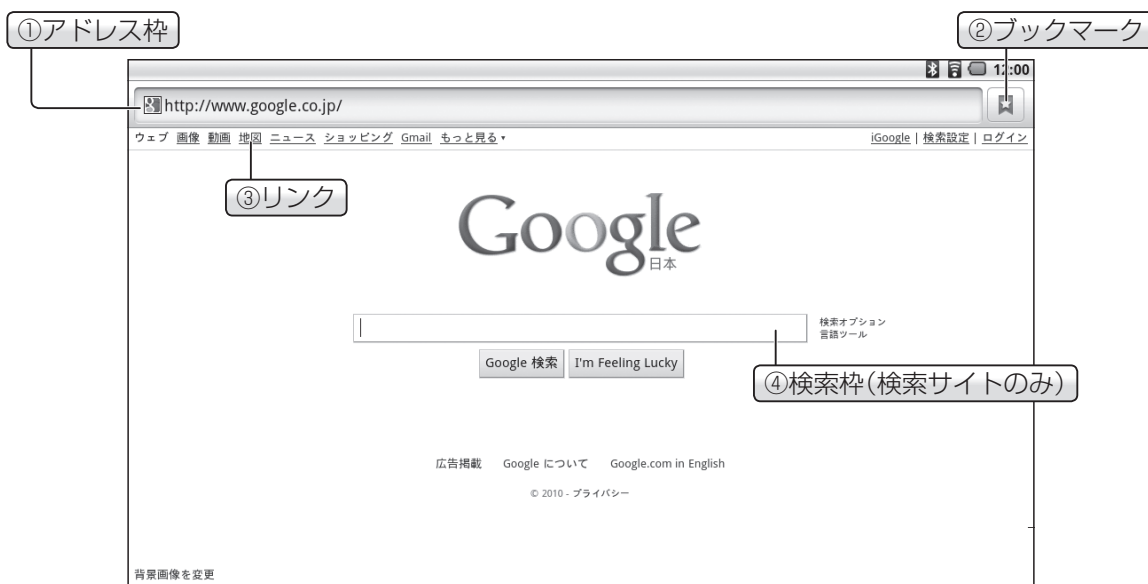 ①アドレス枠
②ブックマーク
12:00
http://www.google.co.jp/
ウェブ 画像 動画 地図 ニュース ショッピング Gmail もっと見る▼
iGoogle | 検索設定 | ログイン
③リンク
Google
日本
検索オプション
言語ツール
Google 検索 I'm Feeling Lucky
④検索枠(検索サイトのみ)
広告掲載 Google について Google.com in English
© 2010 - プライバシー
背景画像を変更